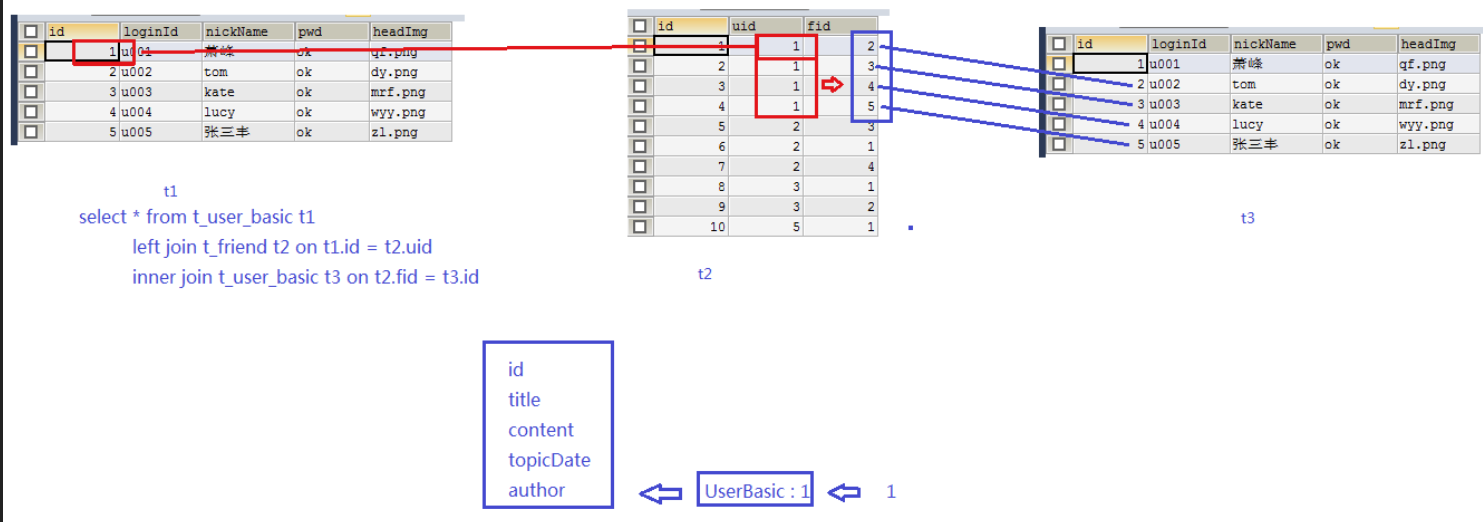 id loginId nickName pwd headImg
1 u001 萧峰 ok qf.png
2 u002 tom ok dy.png
3 u003 kate ok mrf.png
4 u004 lucy ok wyy.png
5 u005 张三丰 ok zl.png
t1
select * from t_user_basic t1
left join t_friend t2 on t1.id = t2.uid
inner join t_user_basic t3 on t2.fid = t3.id
id uid fid
1 1 2
2 1 3
3 1 4
4 1 5
5 2 3
6 2 1
7 2 4
8 3 1
9 3 2
10 5 1
t2
id loginId nickName pwd headImg
1 u001 萧峰 ok qf.png
2 u002 tom ok dy.png
3 u003 kate ok mrf.png
4 u004 lucy ok wyy.png
5 u005 张三丰 ok zl.png
t3
id
title
content
topicDate
author
UserBasic : 1
1